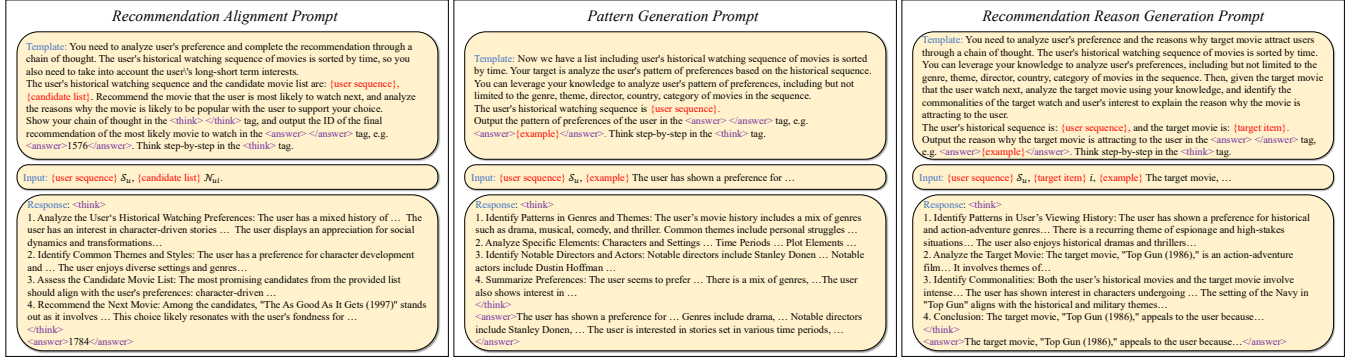 Recommendation Alignment Prompt
Template: You need to analyze user's preference and complete the recommendation through a
chain of thought. The user's historical watching sequence of movies is sorted by time, so you
also need to take into account the user\'s long-short term interests.
The user's historical watching sequence and the candidate movie list are: {user sequence},
{candidate list}. Recommend the movie that the user is most likely to watch next, and analyze
the reasons why the movie is likely to be popular with the user to support your choice.
Show your chain of thought in the <think> </think> tag, and output the ID of the final
recommendation of the most likely movie to watch in the <answer> </answer> tag, e.g.
<answer>1576</answer>. Think step-by-step in the <think> tag.
Input: {user sequence} 𝒮u, {candidate list} 𝒩ui.
Response: <think>
1. Analyze the User's Historical Watching Preferences: The user has a mixed history of … The
user has an interest in character-driven stories … The user displays an appreciation for social
dynamics and transformations…
2. Identify Common Themes and Styles: The user has a preference for character development
and … The user enjoys diverse settings and genres…
3. Assess the Candidate Movie List: The most promising candidates from the provided list
should align with the user's preferences: character-driven …
4. Recommend the Next Movie: Among the candidates, "The As Good As It Gets (1997)" stands
out as it involves … This choice likely resonates with the user's fondness for …
</think>
<answer>1784</answer>
Pattern Generation Prompt
Template: Now we have a list including user's historical watching sequence of movies is sorted
by time. Your target is analyze the user's pattern of preferences based on the historical sequence.
You can leverage your knowledge to analyze user's pattern of preferences, including but not
limited to the genre, theme, director, country, category of movies in the sequence.
The user's historical watching sequence is {user sequence}.
Output the pattern of preferences of the user in the <answer> </answer> tag, e.g.
<answer>{example}</answer>. Think step-by-step in the <think> tag.
Input: {user sequence} 𝒮u, {example} The user has shown a preference for …
Response: <think>
1. Identify Patterns in Genres and Themes: The user's movie history includes a mix of genres
such as drama, musical, comedy, and thriller. Common themes include personal struggles …
2. Analyze Specific Elements: Characters and Settings … Time Periods … Plot Elements …
3. Identify Notable Directors and Actors: Notable directors include Stanley Donen … Notable
actors include Dustin Hoffman …
4. Summarize Preferences: The user seems to prefer … There is a mix of genres, …The user
also shows interest in …
</think>
<answer>The user has shown a preference for … Genres include drama, … Notable directors
include Stanley Donen, … The user is interested in stories set in various time periods, …
</answer>
Recommendation Reason Generation Prompt
Template: You need to analyze user's preference and the reasons why target movie attract users
through a chain of thought. The user's historical watching sequence of movies is sorted by time.
You can leverage your knowledge to analyze user's preferences, including but not limited to the
genre, theme, director, country, category of movies in the sequence. Then, given the target movie
that the user watch next, analyze the target movie using your knowledge, and identify the
commonalities of the target watch and user's interest to explain the reason why the movie is
attracting to the user.
The user's historical sequence is: {user sequence}, and the target movie is: {target item}.
Output the reason why the target movie is attracting to the user in the <answer> </answer> tag,
e.g. <answer>{example}</answer>. Think step-by-step in the <think> tag.
Input: {user sequence} 𝒮u, {target item} i, {example} The target movie, …
Response: <think>
1. Identify Patterns in User's Viewing History: The user has shown a preference for historical
and action-adventure genres… There is a recurring theme of espionage and high-stakes
situations… The user also enjoys historical dramas and thrillers…
2. Analyze the Target Movie: The target movie, "Top Gun (1986)," is an action-adventure
film… It involves themes of…
3. Identify Commonalities: Both the user's historical movies and the target movie involve
intense… The user has shown interest in characters undergoing … The setting of the Navy in
"Top Gun" aligns with the historical and military themes…
4. Conclusion: The target movie, "Top Gun (1986)," appeals to the user because…
</think>
<answer>The target movie, "Top Gun (1986)," appeals to the user because…</answer>